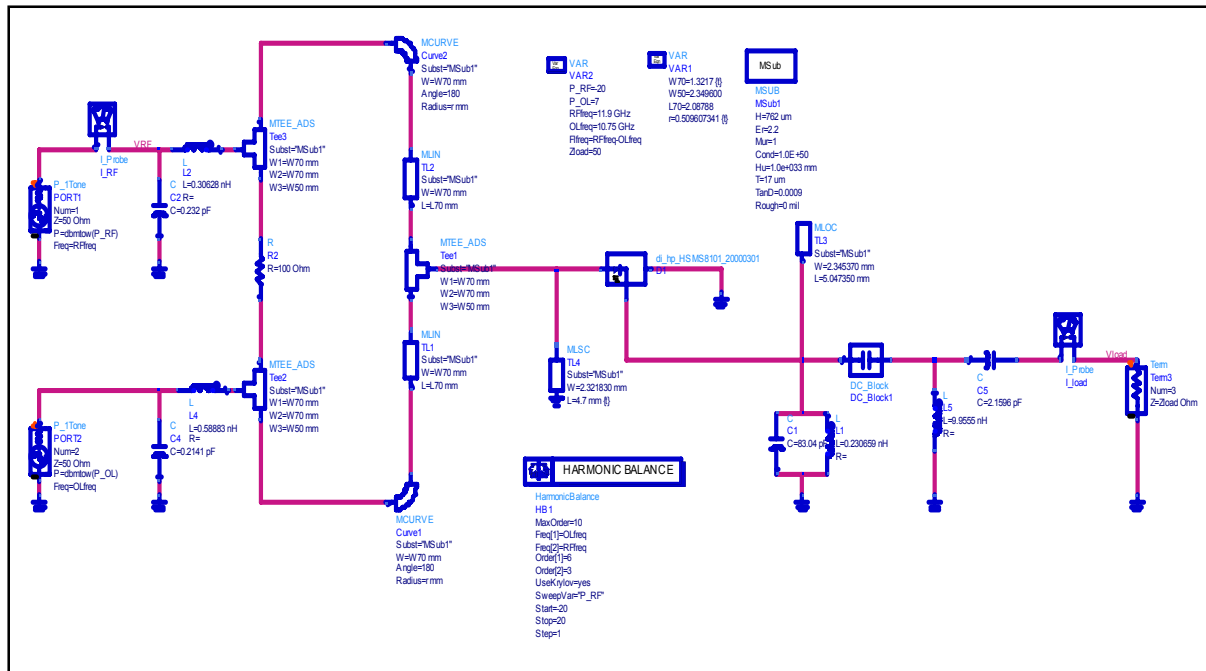 MCURVE
Curve2
Subst="MSub1"
W=W70 mm
Angle=180
Radius=r mm
VAR
VAR2
P_RF=-20
P_OL=7
RFfreq=11.9 GHz
OLfreq=10.75 GHz
FIfreq=RFfreq-OLfreq
Zload=50
VAR
VAR1
W70=1.3217 {t}
W50=2.349600
L70=2.08788
r=0.509607341 {t}
MSub
MSUB
MSub1
H=762 um
Er=2.2
Mur=1
Cond=1.0E+50
Hu=1.0e+033 mm
T=17 um
TanD=0.0009
Rough=0 mil
I_Probe
I_RF
VRF
P_1Tone
PORT1
Num=1
Z=50 Ohm
P=dbmtow(P_RF)
Freq=RFfreq
C
C2
C=0.232 pF
L
L2
L=0.30628 nH
R=
MTEE_ADS
Tee3
Subst="MSub1"
W1=W70 mm
W2=W70 mm
W3=W50 mm
R
R2
R=100 Ohm
MLIN
TL2
Subst="MSub1"
W=W70 mm
L=L70 mm
MTEE_ADS
Tee1
Subst="MSub1"
W1=W70 mm
W2=W70 mm
W3=W50 mm
MLIN
TL1
Subst="MSub1"
W=W70 mm
L=L70 mm
MTEE_ADS
Tee2
Subst="MSub1"
W1=W70 mm
W2=W70 mm
W3=W50 mm
P_1Tone
PORT2
Num=2
Z=50 Ohm
P=dbmtow(P_OL)
Freq=OLfreq
C
C4
C=0.2141 pF
L
L4
L=0.58883 nH
R=
MCURVE
Curve1
Subst="MSub1"
W=W70 mm
Angle=180
Radius=r mm
di_hp_HSMS8101_20000301
D1
MLSC
TL4
Subst="MSub1"
W=2.321830 mm
L=4.7 mm {t}
MLOC
TL3
Subst="MSub1"
W=2.345370 mm
L=5.047350 mm
DC_Block
DC_Block1
C
C1
C=83.04 pF
L
L1
L=0.230659 nH
R=
L
L5
L=9.9555 nH
R=
C
C5
C=2.1596 pF
I_Probe
I_load
Vload
Term
Term3
Num=3
Z=Zload Ohm
HARMONIC BALANCE
HarmonicBalance
HB1
MaxOrder=10
Freq[1]=OLfreq
Freq[2]=RFfreq
Order[1]=6
Order[2]=3
UseKrylov=yes
SweepVar="P_RF"
Start=-20
Stop=20
Step=1